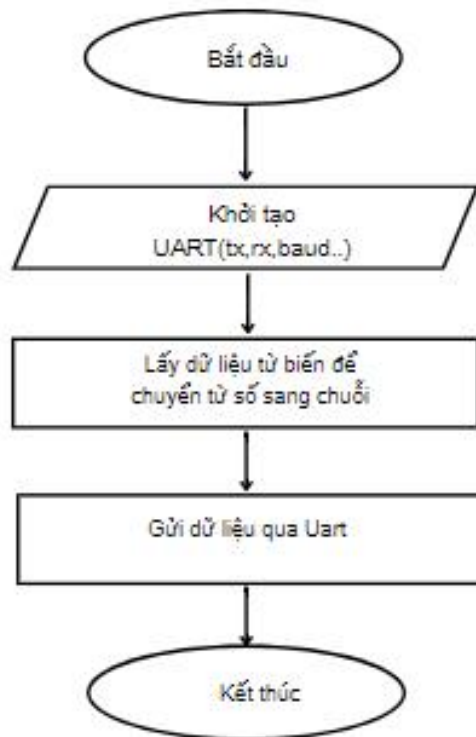 Bắt đầu
Khởi tạo
UART(tx,rx,baud..)
Lấy dữ liệu từ biến để
chuyển từ số sang chuỗi
Gửi dữ liệu qua Uart
Kết thúc